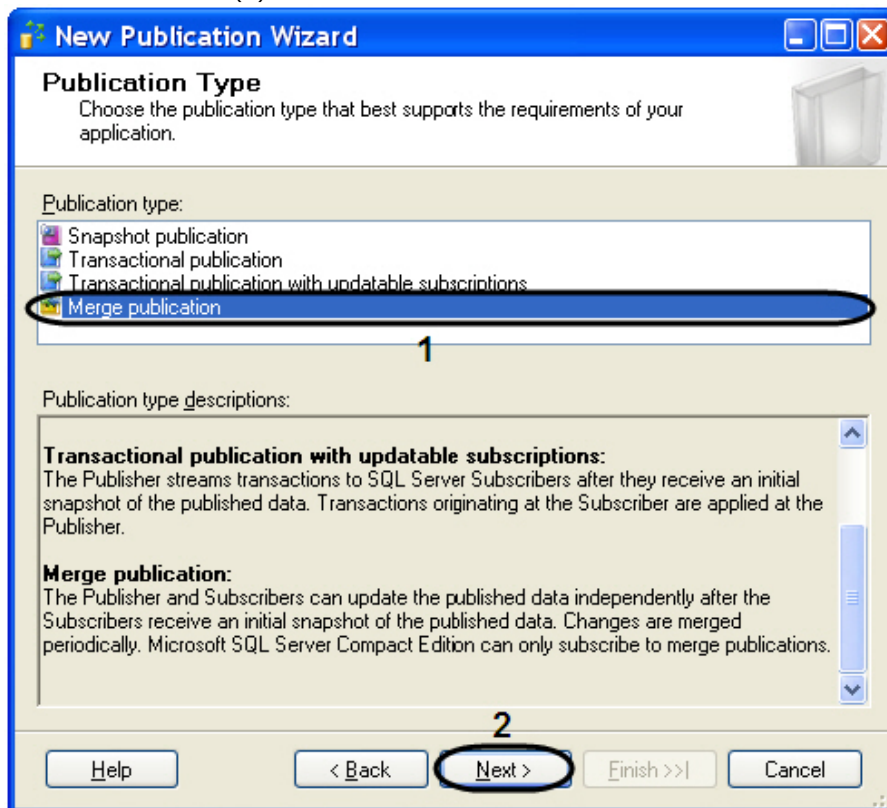 New Publication Wizard
Publication Type
Choose the publication type that best supports the requirements of your
application.
Publication type:
Snapshot publication
Transactional publication
Transactional publication with updatable subscriptions
Merge publication
1
Publication type descriptions:
Transactional publication with updatable subscriptions:
The Publisher streams transactions to SQL Server Subscribers after they receive an initial
snapshot of the published data. Transactions originating at the Subscriber are applied at the
Publisher.
Merge publication:
The Publisher and Subscribers can update the published data independently after the
Subscribers receive an initial snapshot of the published data. Changes are merged
periodically. Microsoft SQL Server Compact Edition can only subscribe to merge publications.
2
Help < Back Next > Finish >>| Cancel